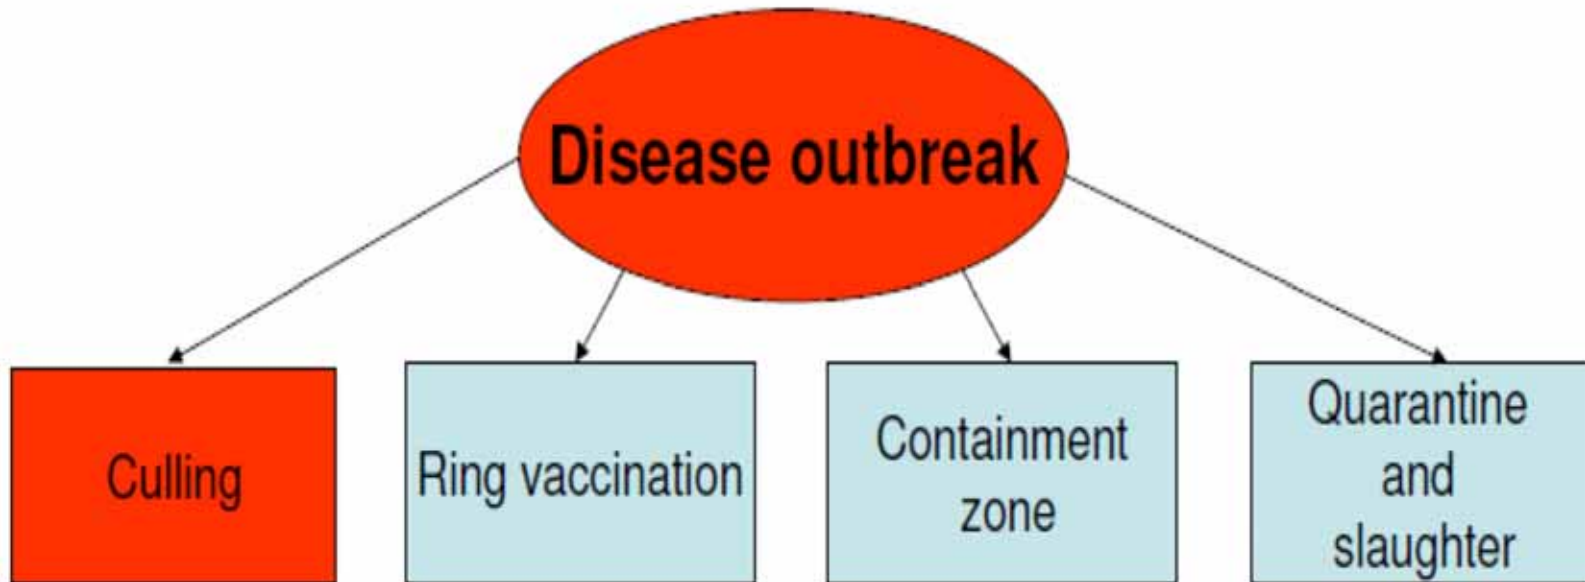 Disease outbreak
Culling
Ring vaccination
Containment
zone
Quarantine
and
slaughter